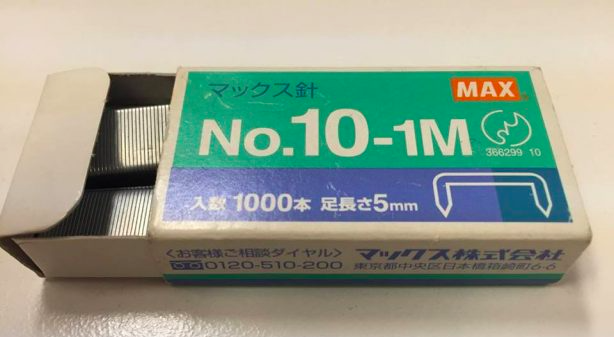 マックス針
MAX
No.10-1M
366299 10
入数 1000本 足長さ5mm
〈お客様ご相談ダイヤル〉 マックス株式会社
0120-510-200 東京都中央区日本橋箱崎町6-6